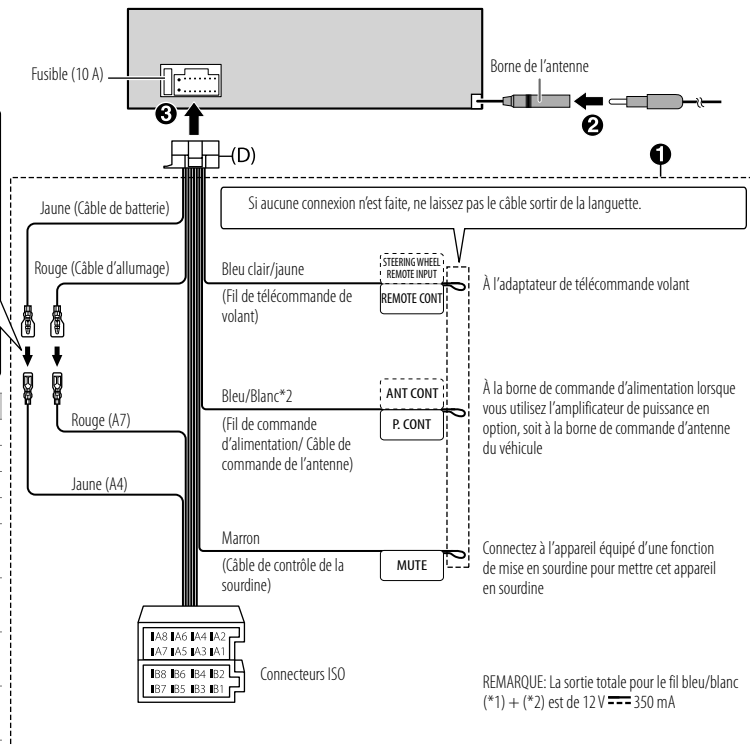 Fusible (10 A)
Borne de l'antenne
❸
❷
(D)
❶
Si aucune connexion n'est faite, ne laissez pas le câble sortir de la languette.
Jaune (Câble de batterie)
Rouge (Câble d'allumage)
Bleu clair/jaune
(Fil de télécommande de
volant)
STEERING WHEEL
REMOTE INPUT
REMOTE CONT
À l'adaptateur de télécommande volant
Bleu/Blanc*2
(Fil de commande
d'alimentation/ Câble de
commande de l'antenne)
ANT CONT
P. CONT
À la borne de commande d'alimentation lorsque
vous utilisez l'amplificateur de puissance en
option, soit à la borne de commande d'antenne
du véhicule
Rouge (A7)
Jaune (A4)
Marron
(Câble de contrôle de la
sourdine)
MUTE
Connectez à l'appareil équipé d'une fonction
de mise en sourdine pour mettre cet appareil
en sourdine
A8 A6 A4 A2
A7 A5 A3 A1
B8 B6 B4 B2
B7 B5 B3 B1
Connecteurs ISO
REMARQUE: La sortie totale pour le fil bleu/blanc
(*1) + (*2) est de 12 V ⎓ 350 mA